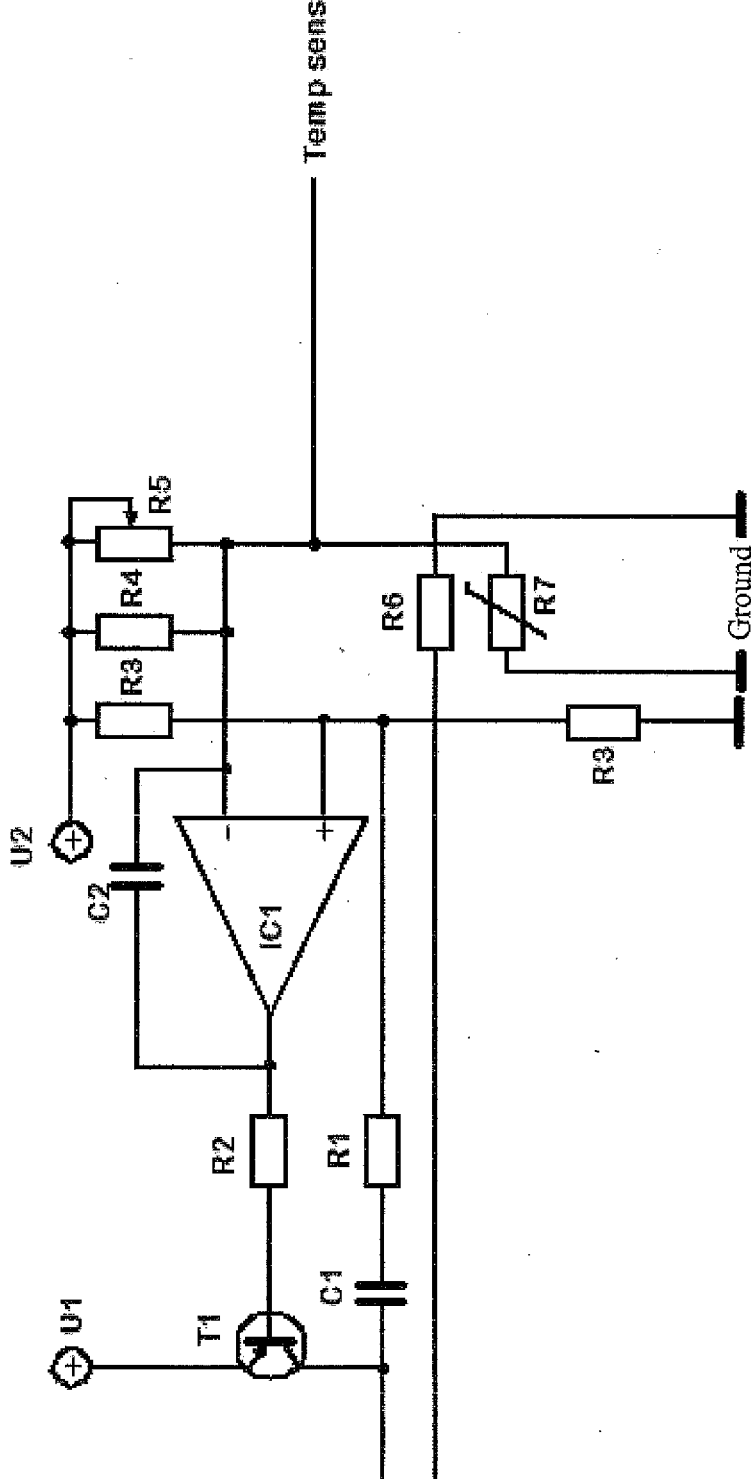 Temp sens
U2
R5
R4
R3
C2
-
+
IC1
R6
R7
R3
Ground
R2
R1
U1
T1
C1
+
+